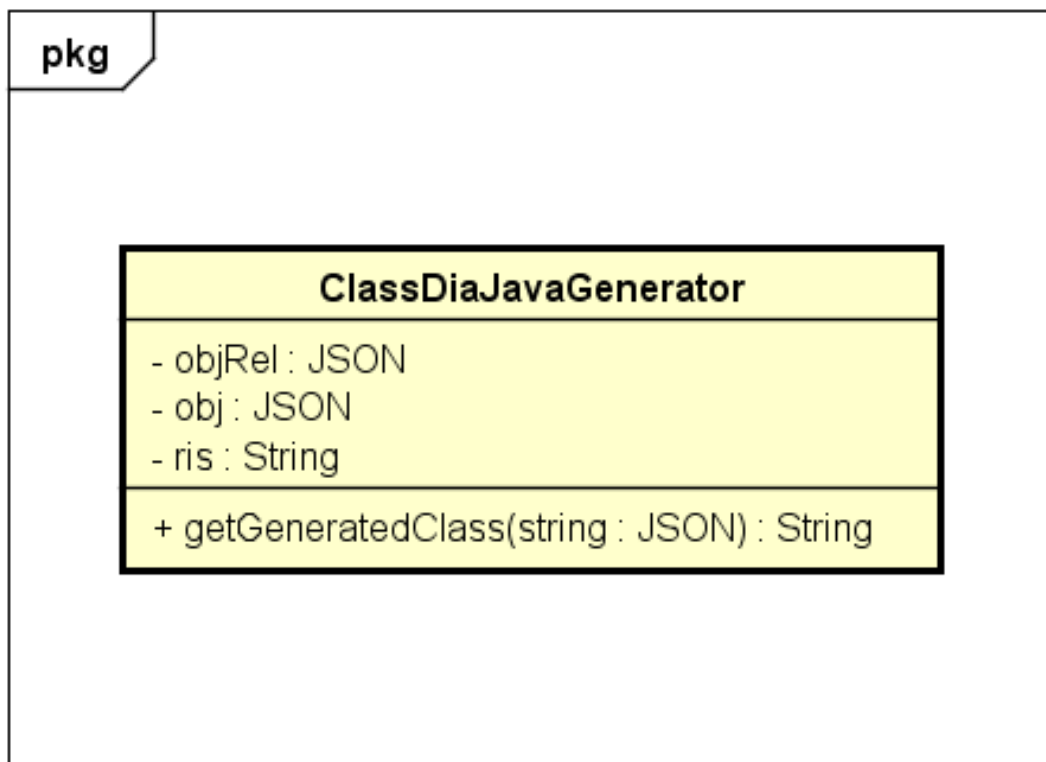 pkg
ClassDiaJavaGenerator
- objRel : JSON
- obj : JSON
- ris : String
+ getGeneratedClass(string : JSON) : String